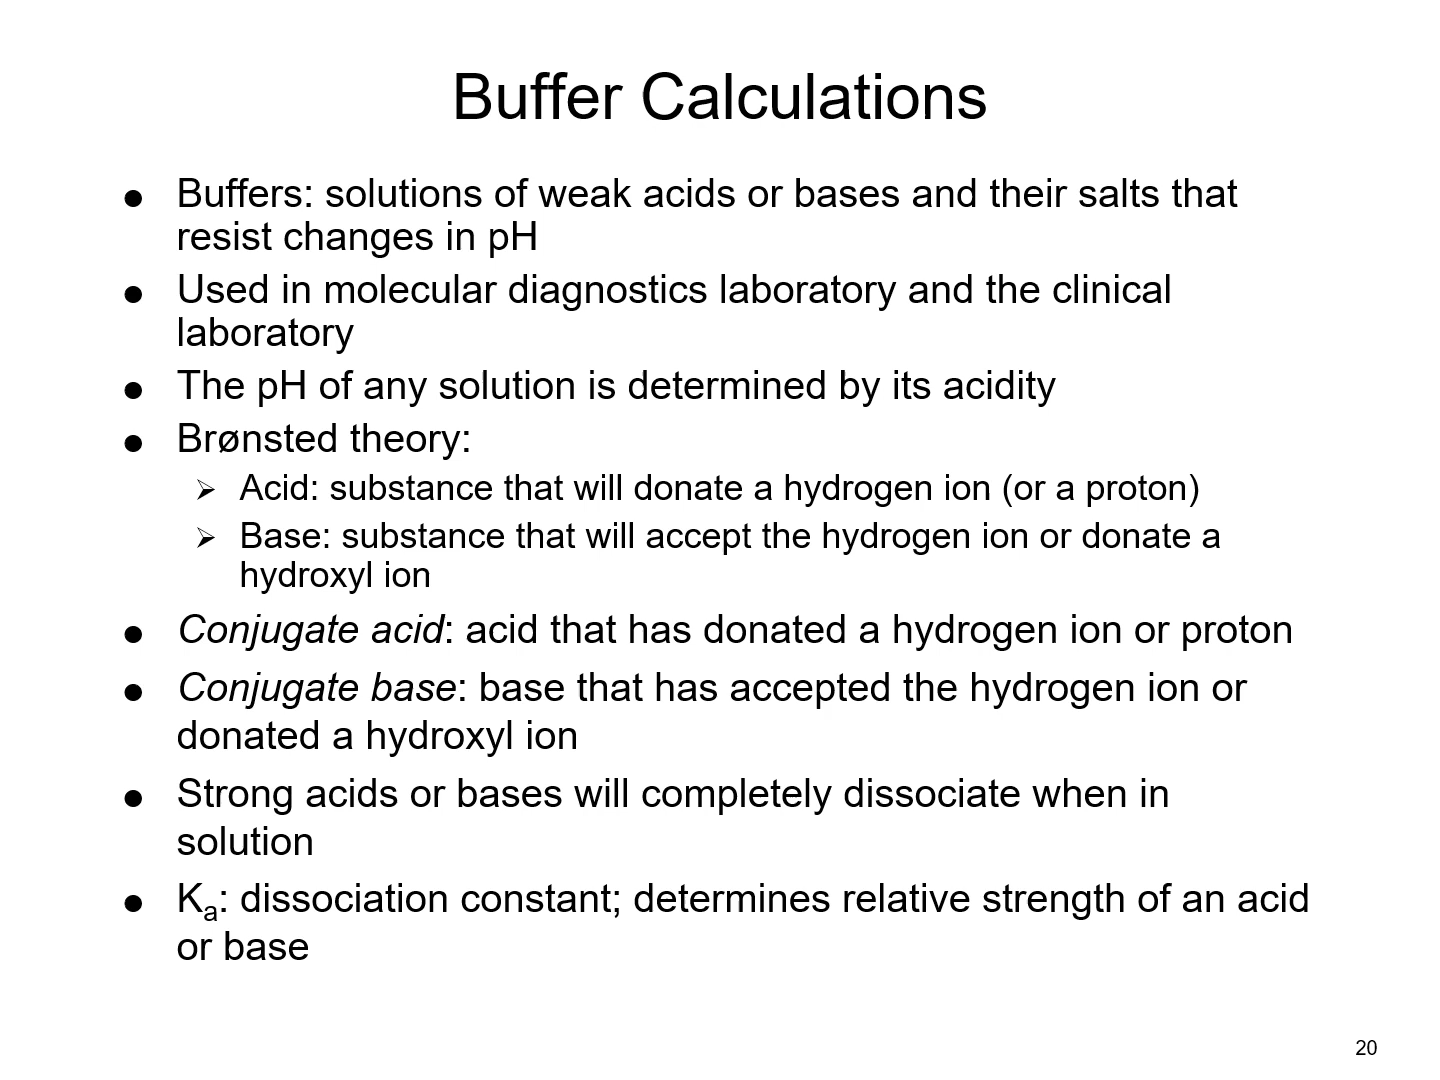 Buffer Calculations
● Buffers: solutions of weak acids or bases and their salts that
resist changes in pH
● Used in molecular diagnostics laboratory and the clinical
laboratory
● The pH of any solution is determined by its acidity
● Brønsted theory:
➢ Acid: substance that will donate a hydrogen ion (or a proton)
➢ Base: substance that will accept the hydrogen ion or donate a
hydroxyl ion
● Conjugate acid: acid that has donated a hydrogen ion or proton
● Conjugate base: base that has accepted the hydrogen ion or
donated a hydroxyl ion
● Strong acids or bases will completely dissociate when in
solution
● Ka: dissociation constant; determines relative strength of an acid
or base
20